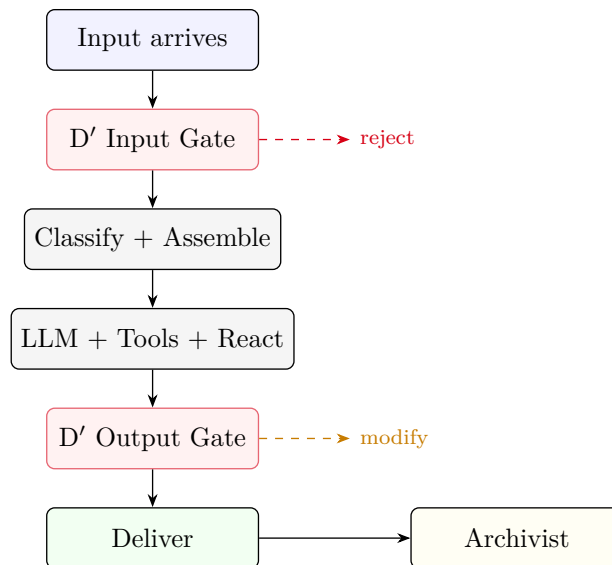 Input arrives
D′ Input Gate
reject
Classify + Assemble
LLM + Tools + React
D′ Output Gate
modify
Deliver
Archivist